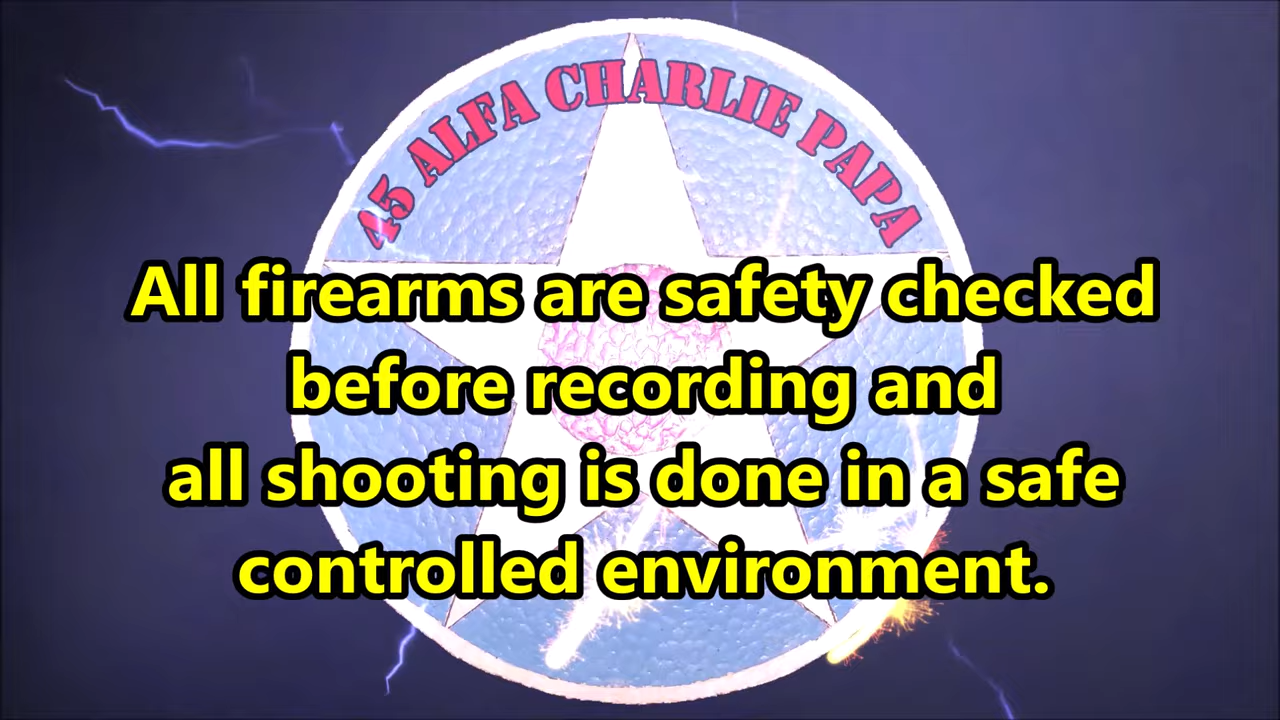 45 ALFA CHARLIE PAPA
All firearms are safety checked
before recording and
all shooting is done in a safe
controlled environment.